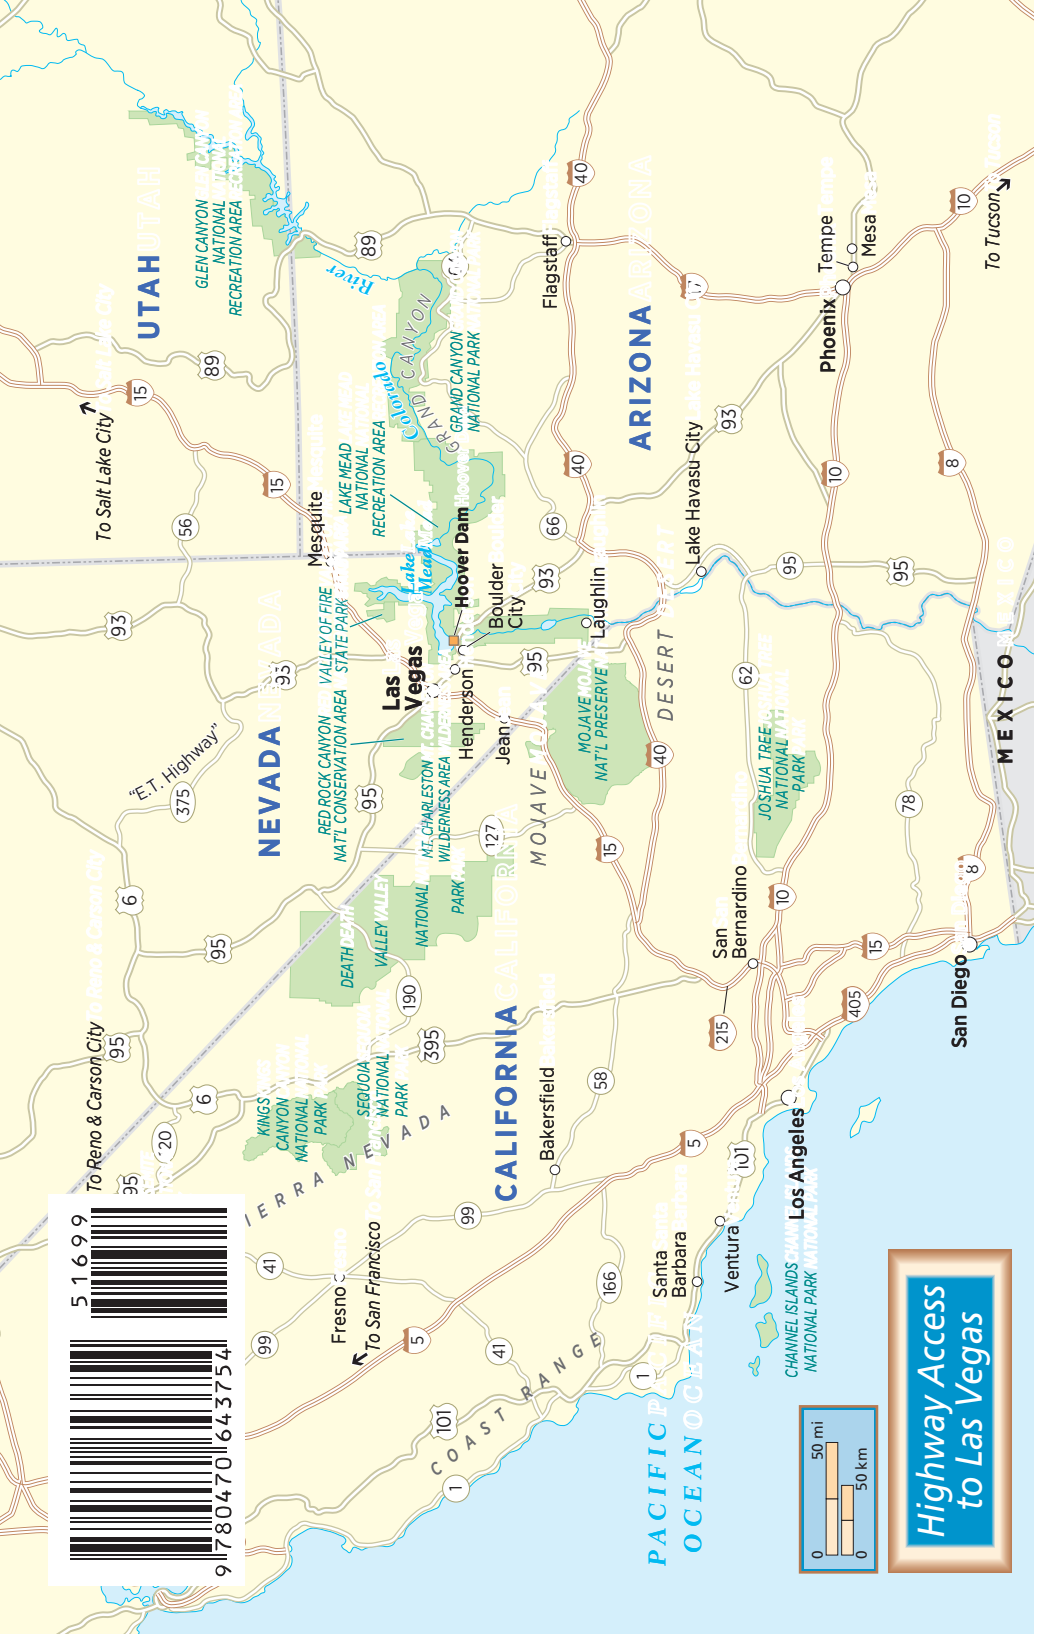 Highway Access
to Las Vegas
0
50 mi
0
50 km
PACIFIC
OCEAN
5 1699
9 780470 643754
To Reno & Carson City
To Salt Lake City
To San Francisco
To Tucson
NEVADA
UTAH
CALIFORNIA
ARIZONA
MEXICO
"E.T. Highway"
Mesquite
Las
Vegas
Henderson
Hoover Dam
Boulder
City
Jean
Laughlin
Lake
Mead
Colorado
River
GRAND CANYON
GLEN CANYON
NATIONAL
RECREATION AREA
LAKE MEAD
NATIONAL
RECREATION AREA
GRAND CANYON
NATIONAL PARK
VALLEY OF FIRE
STATE PARK
RED ROCK CANYON
NAT'L CONSERVATION AREA
MT. CHARLESTON
WILDERNESS AREA
DEATH
VALLEY
NATIONAL
PARK
KINGS
CANYON
NATIONAL
PARK
SEQUOIA
NATIONAL
PARK
MOJAVE
NAT'L PRESERVE
JOSHUA TREE
NATIONAL
PARK
CHANNEL ISLANDS
NATIONAL PARK
MOJAVE
DESERT
IERRA NEVADA
COAST RANGE
Fresno
Bakersfield
Santa
Barbara
Ventura
Los Angeles
San
Bernardino
San Diego
Lake Havasu City
Flagstaff
Phoenix
Tempe
Mesa
15
15
15
15
89
89
56
93
93
93
93
375
6
6
95
95
95
95
95
95
95
120
127
190
395
58
99
99
41
41
5
5
101
101
1
1
166
215
405
10
10
10
8
8
78
62
40
40
40
66